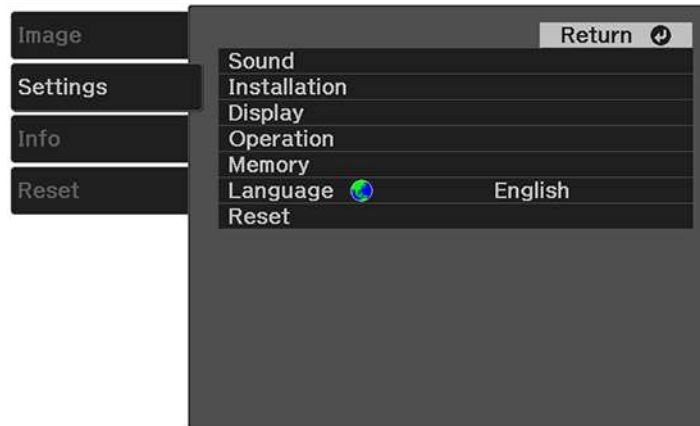 Image
Settings
Info
Reset
Return
Sound
Installation
Display
Operation
Memory
Language English
Reset